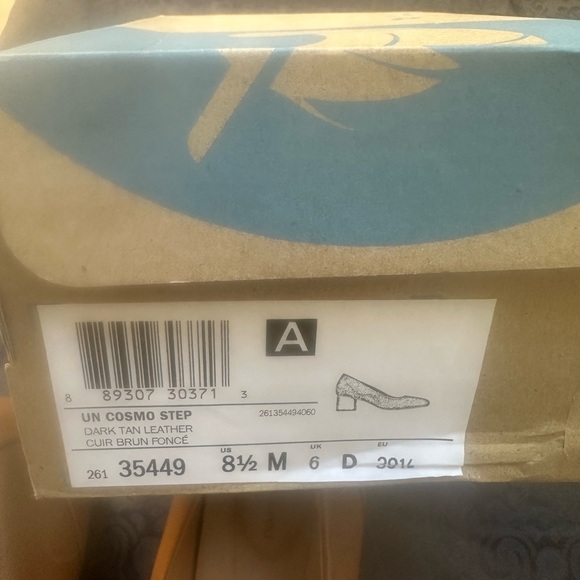 A
8 89307 30371 3
UN COSMO STEP 261354494060
DARK TAN LEATHER
CUIR BRUN FONCÉ
US UK EU
261 35449 8½ M 6 D